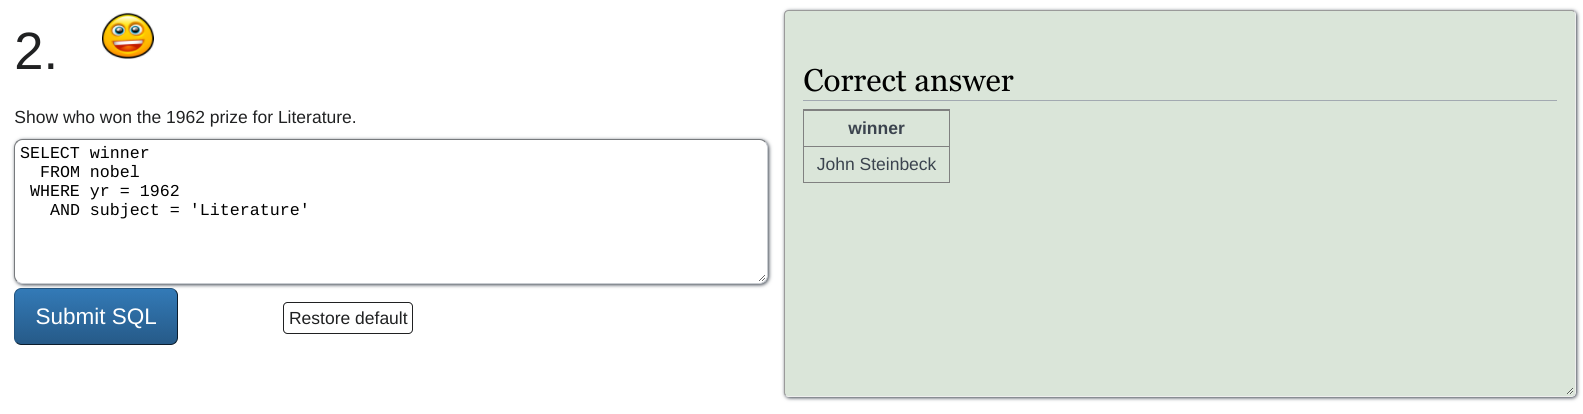 2.
Show who won the 1962 prize for Literature.
SELECT winner
  FROM nobel
 WHERE yr = 1962
   AND subject = 'Literature'
Submit SQL
Restore default
Correct answer
winner
John Steinbeck